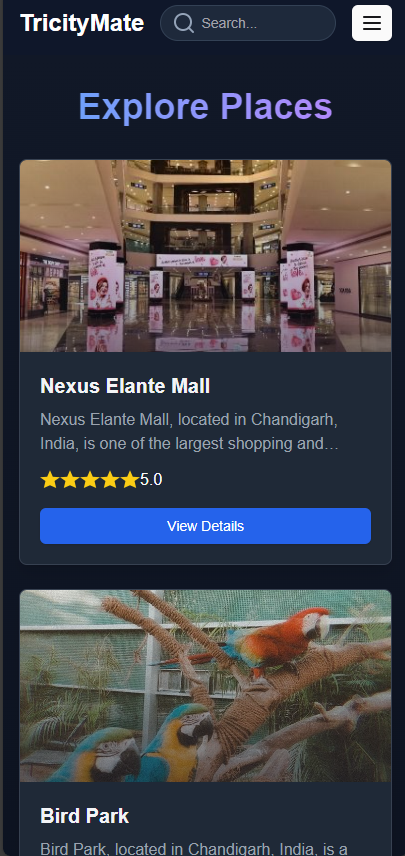 TricityMate
Search...
Explore Places
Nexus Elante Mall
Nexus Elante Mall, located in Chandigarh,
India, is one of the largest shopping and…
5.0
View Details
Bird Park
Bird Park, located in Chandigarh, India, is a